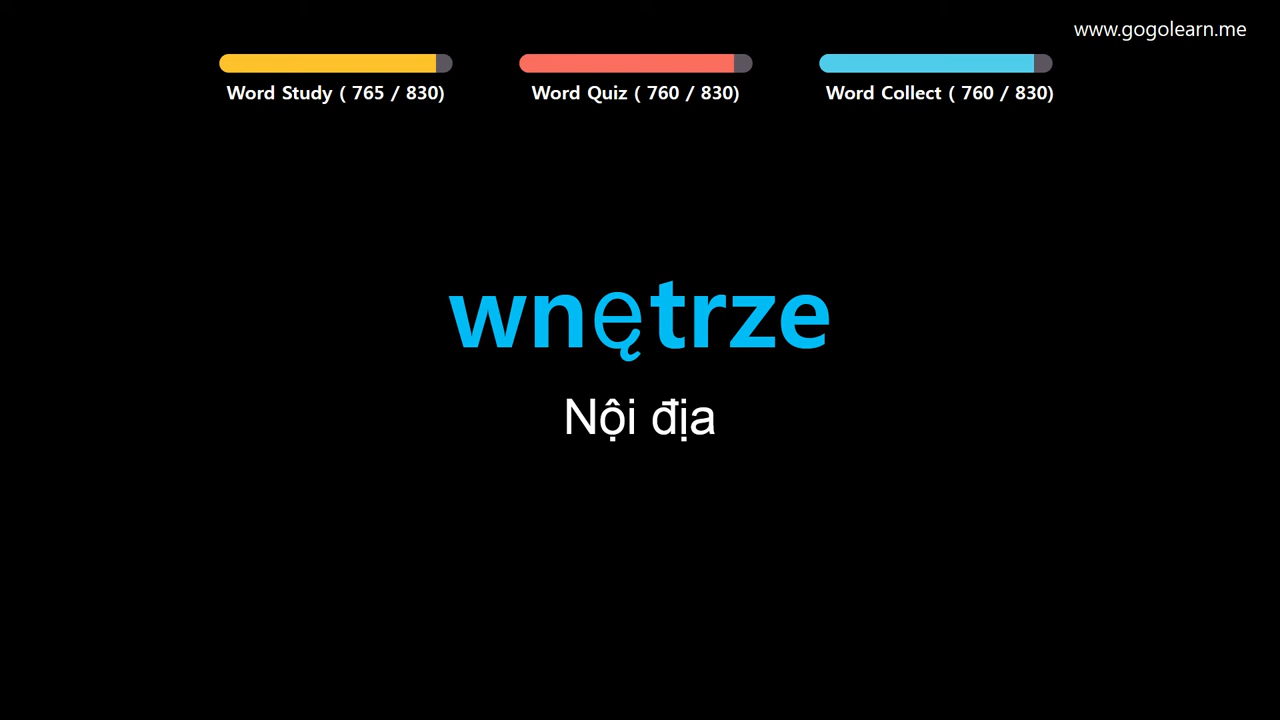 www.gogolearn.me
Word Study ( 765 / 830)
Word Quiz ( 760 / 830)
Word Collect ( 760 / 830)
wnętrze
Nội địa